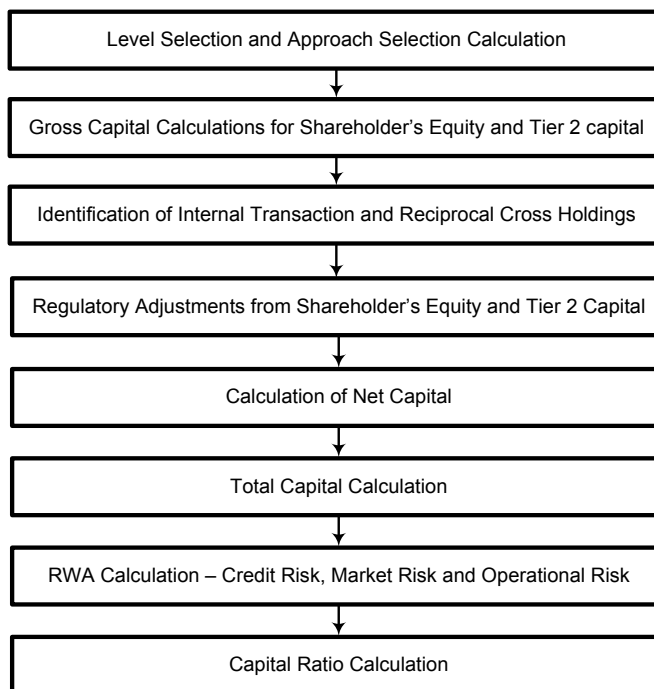 Level Selection and Approach Selection Calculation
Gross Capital Calculations for Shareholder’s Equity and Tier 2 capital
Identification of Internal Transaction and Reciprocal Cross Holdings
Regulatory Adjustments from Shareholder’s Equity and Tier 2 Capital
Calculation of Net Capital
Total Capital Calculation
RWA Calculation – Credit Risk, Market Risk and Operational Risk
Capital Ratio Calculation